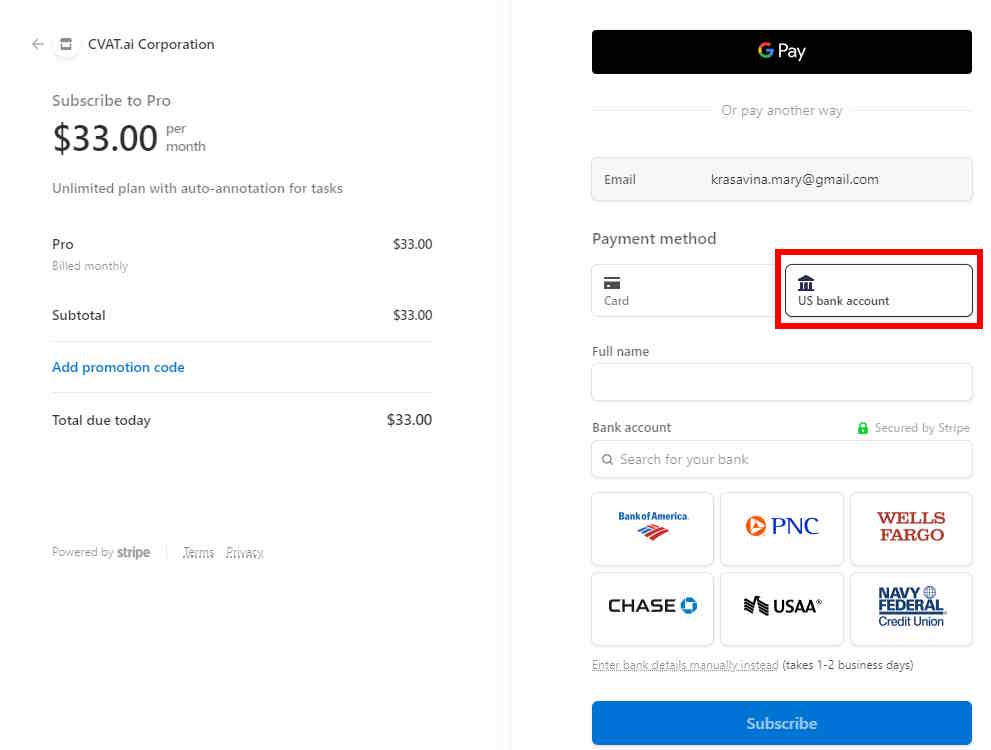 CVAT.ai Corporation
Subscribe to Pro
$33.00 per month
Unlimited plan with auto-annotation for tasks
Pro $33.00
Billed monthly
Subtotal $33.00
Add promotion code
Total due today $33.00
Powered by stripe Terms Privacy
G Pay
Or pay another way
Email krasavina.mary@gmail.com
Payment method
Card
US bank account
Full name
Bank account Secured by Stripe
Search for your bank
Bank of America.
PNC
WELLS
FARGO
CHASE
USAA®
NAVY
FEDERAL
Credit Union
Enter bank details manually instead (takes 1-2 business days)
Subscribe